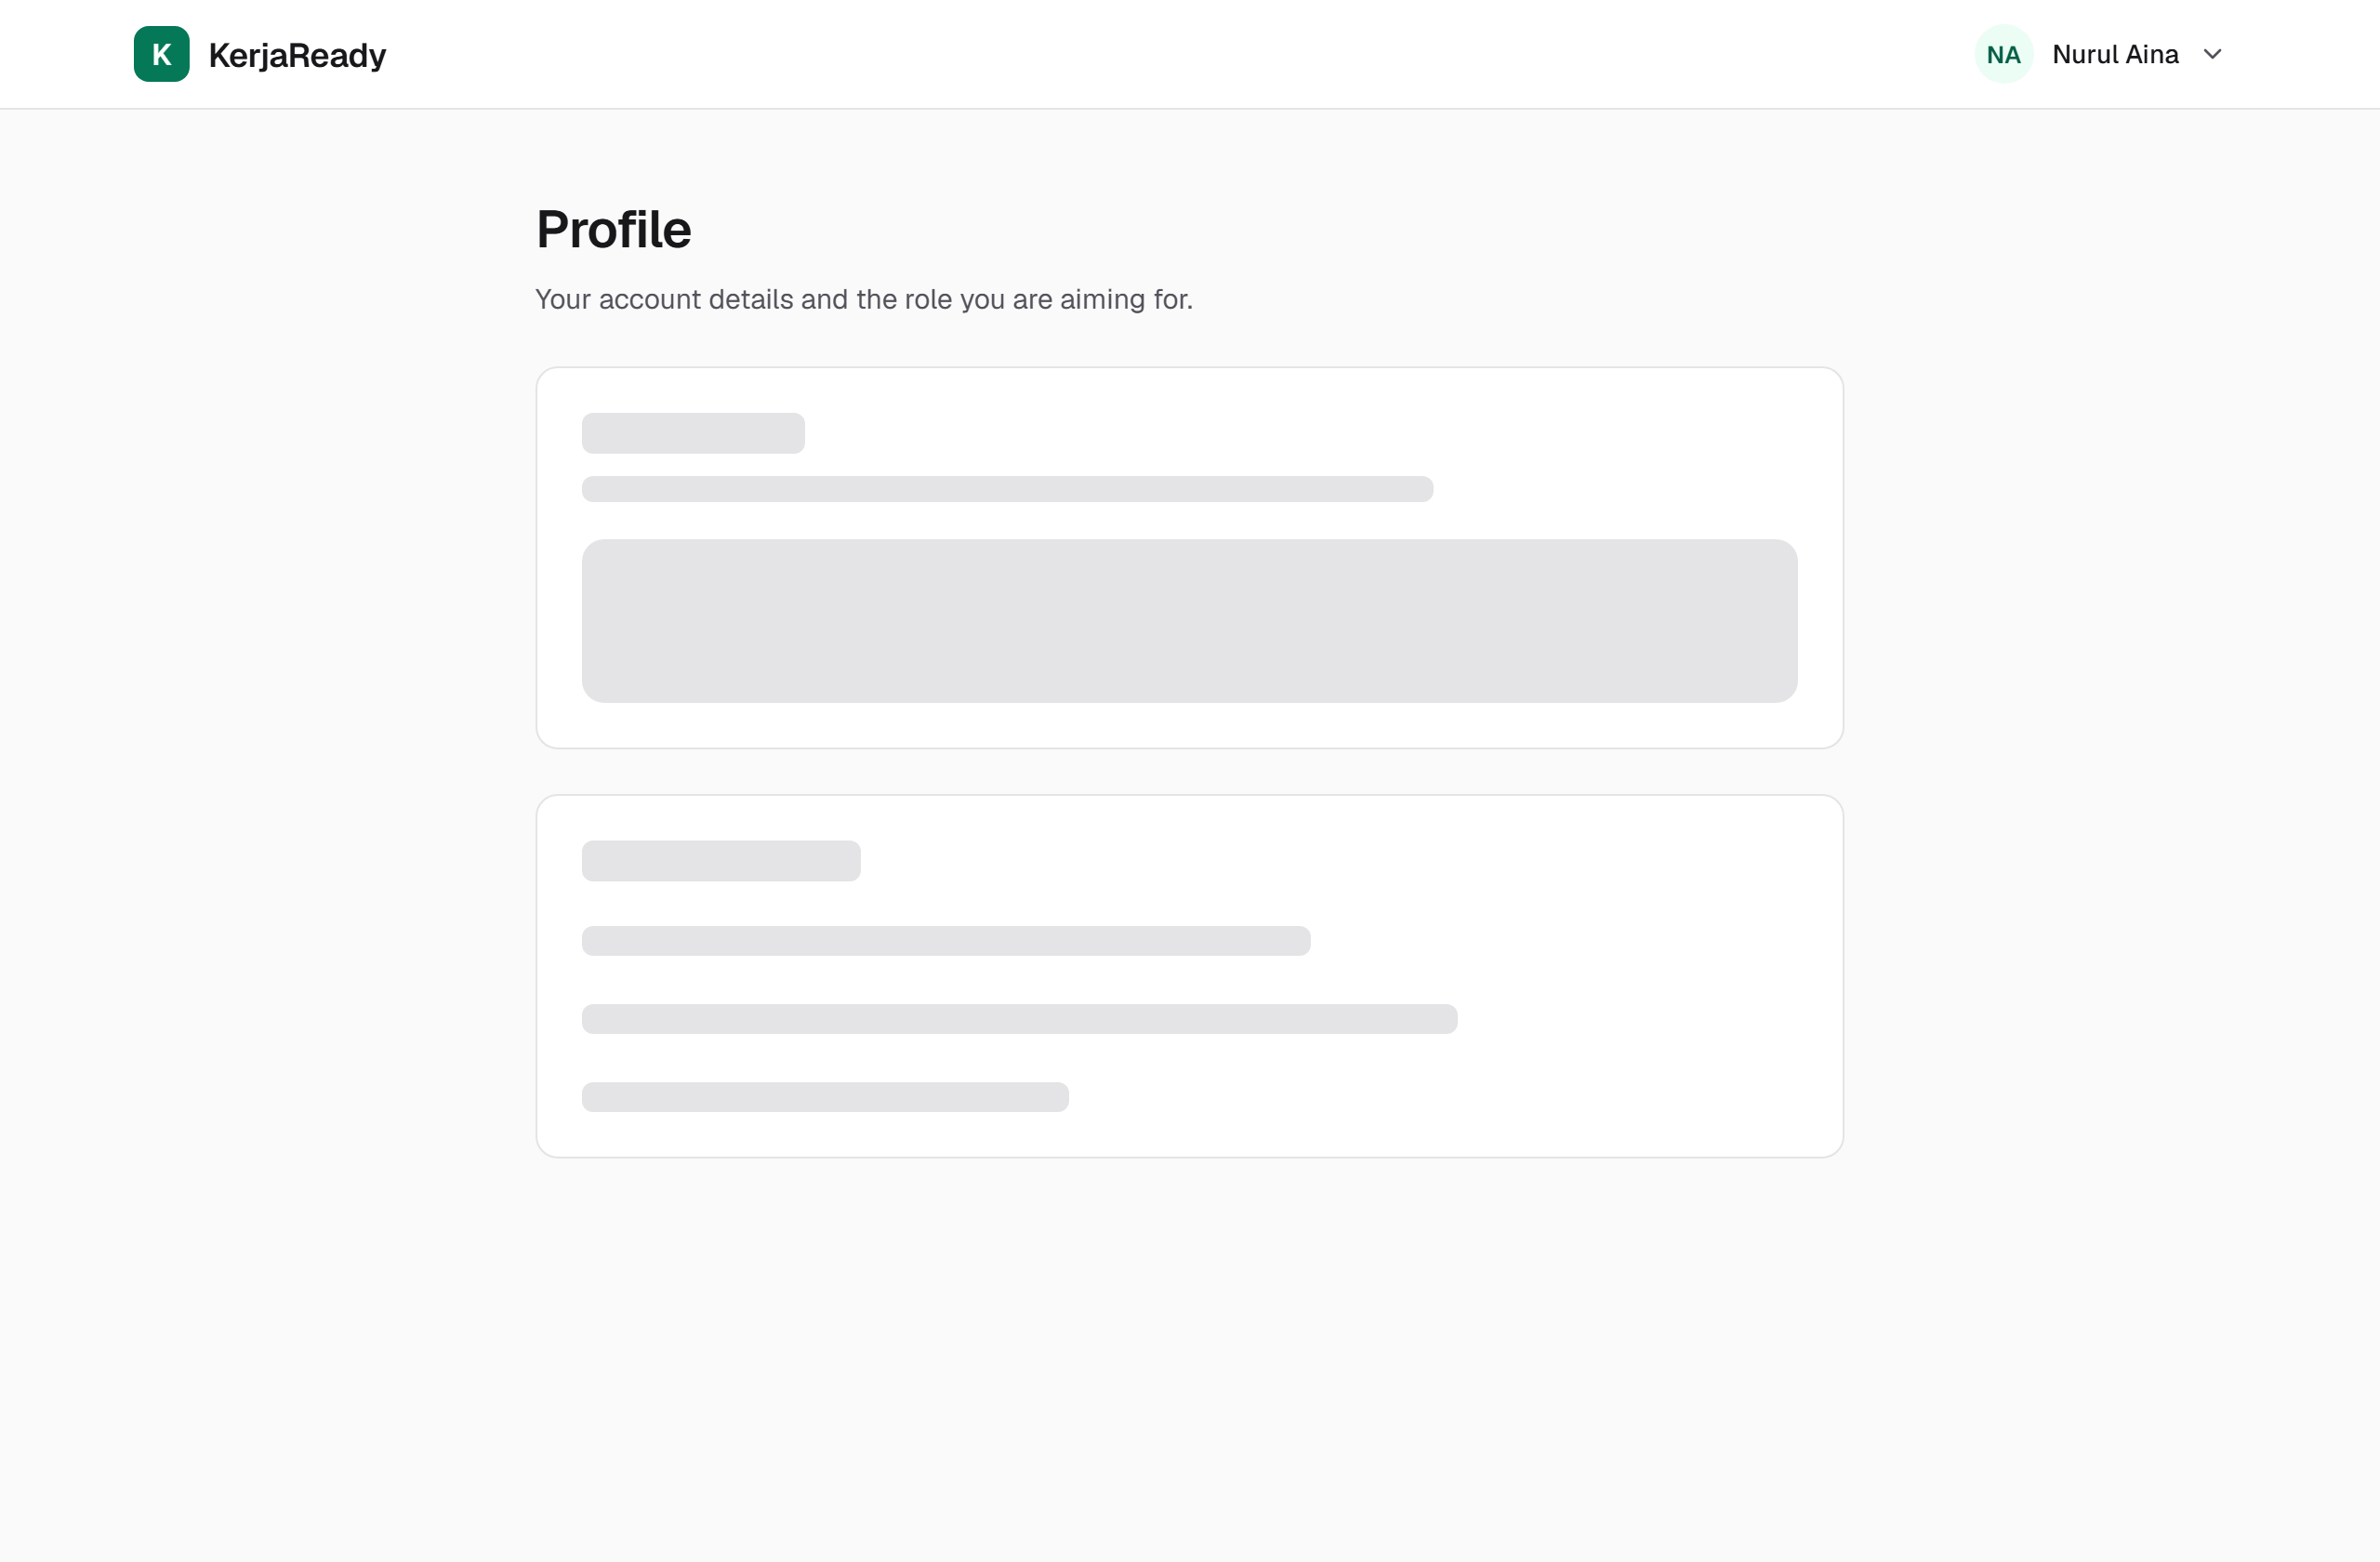 K KerjaReady
NA Nurul Aina
Profile
Your account details and the role you are aiming for.